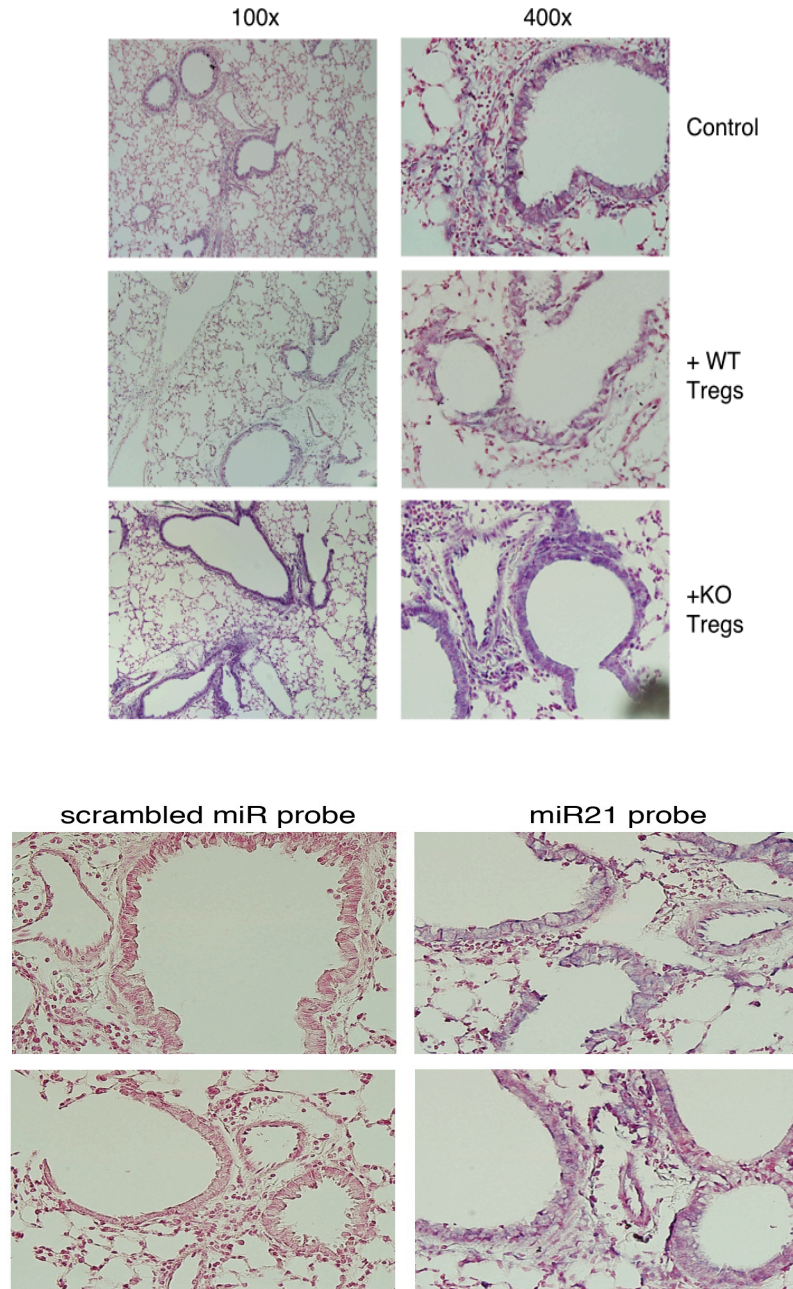 100x
400x
Control
+ WT
Tregs
+KO
Tregs
scrambled miR probe
miR21 probe